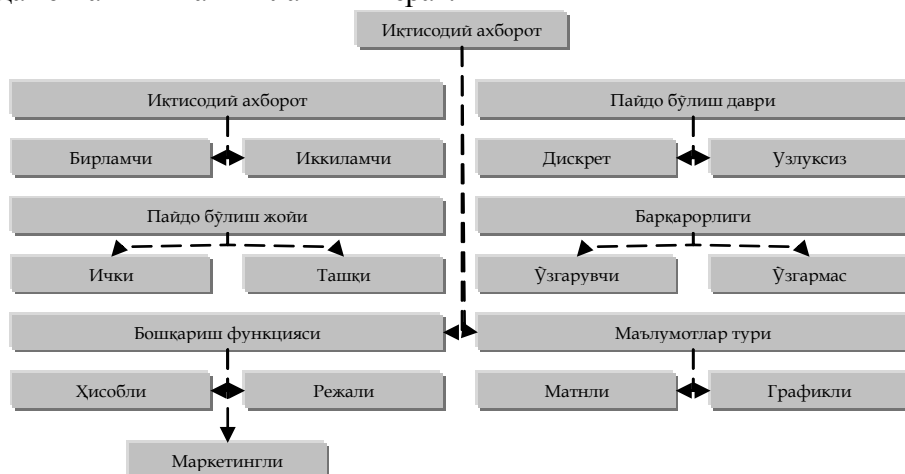 Иқтисодий ахборот
Иқтисодий ахборот
Пайдо бўлиш даври
Бирламчи
Иккиламчи
Дискрет
Узлуксиз
Пайдо бўлиш жойи
Барқарорлиги
Ички
Ташқи
Ўзгарувчи
Ўзгармас
Бошқариш функцияси
Маълумотлар тури
Ҳисобли
Режали
Матнли
Графикли
Маркетингли